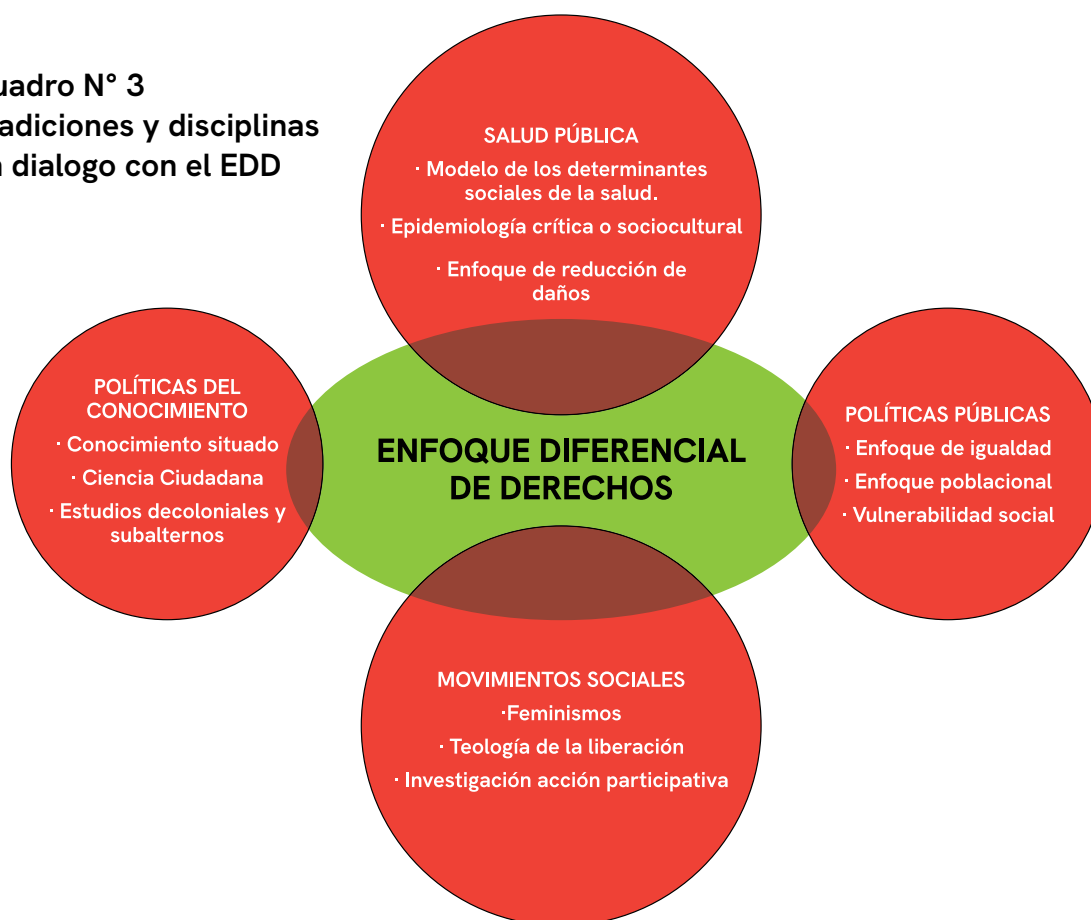 uadro N° 3
adiciones y disciplinas
dialogo con el EDD
SALUD PÚBLICA
· Modelo de los determinantes
sociales de la salud.
· Epidemiología crítica o sociocultural
· Enfoque de reducción de
daños
POLÍTICAS DEL
CONOCIMIENTO
· Conocimiento situado
· Ciencia Ciudadana
· Estudios decoloniales y
subalternos
ENFOQUE DIFERENCIAL
DE DERECHOS
POLÍTICAS PÚBLICAS
· Enfoque de igualdad
· Enfoque poblacional
· Vulnerabilidad social
MOVIMIENTOS SOCIALES
·Feminismos
· Teología de la liberación
· Investigación acción participativa